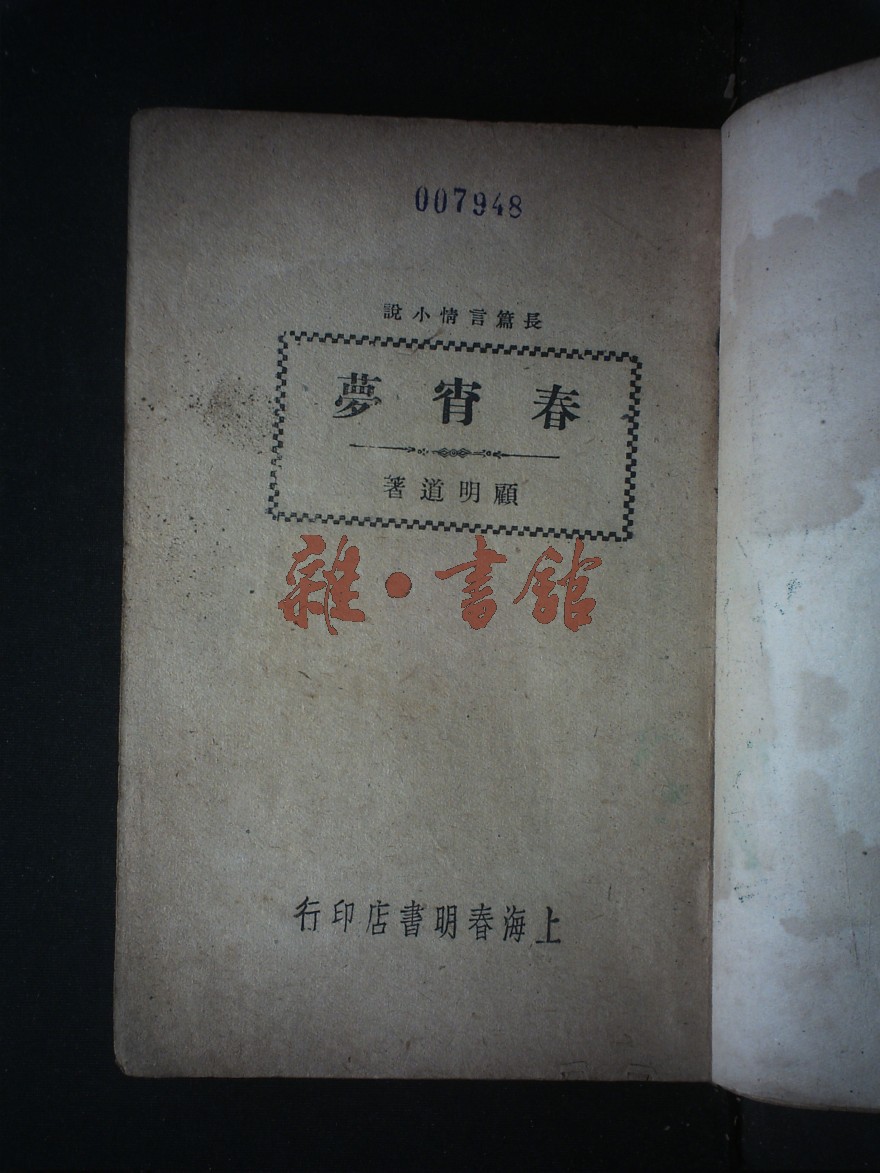 007948
長篇言情小說
春宵夢
顧明道著
雜·書館
上海春明書店印行